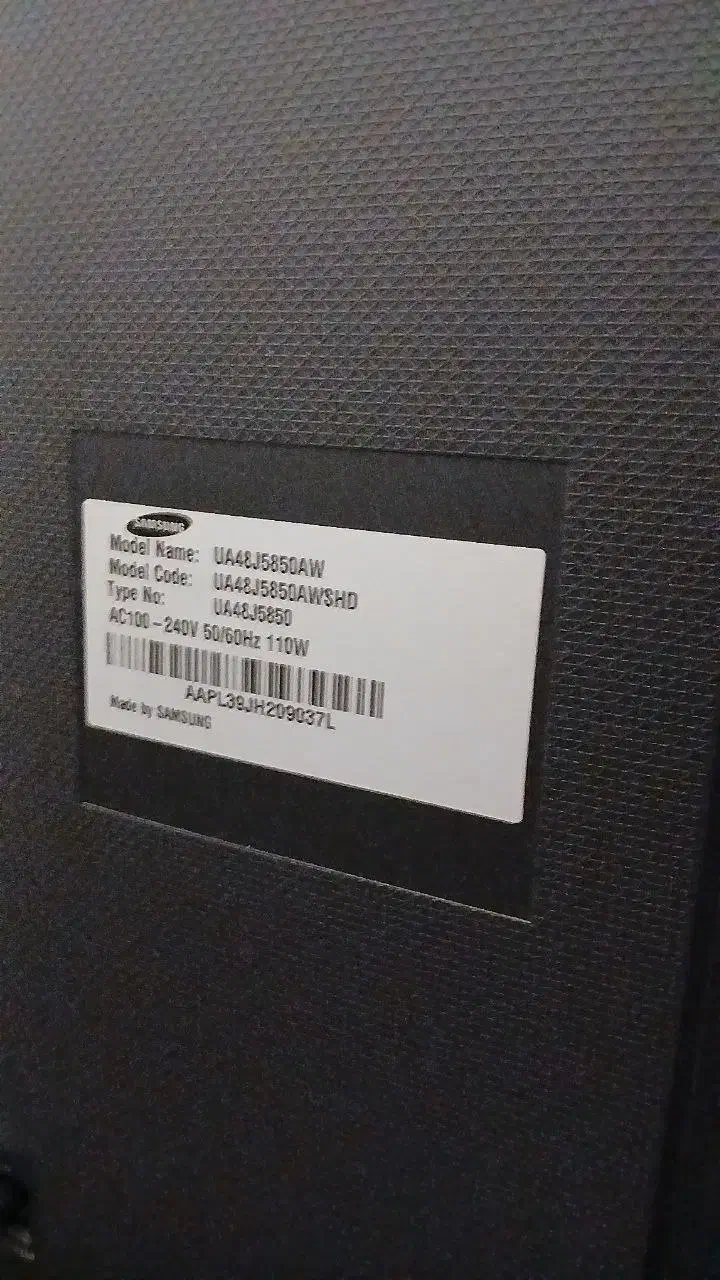 SAMSUNG
Model Name: UA48J5850AW
Model Code: UA48J5850AWSHD
Type No: UA48J5850
AC100-240V 50/60Hz 110W
AAPL39JH209037L
Made by SAMSUNG